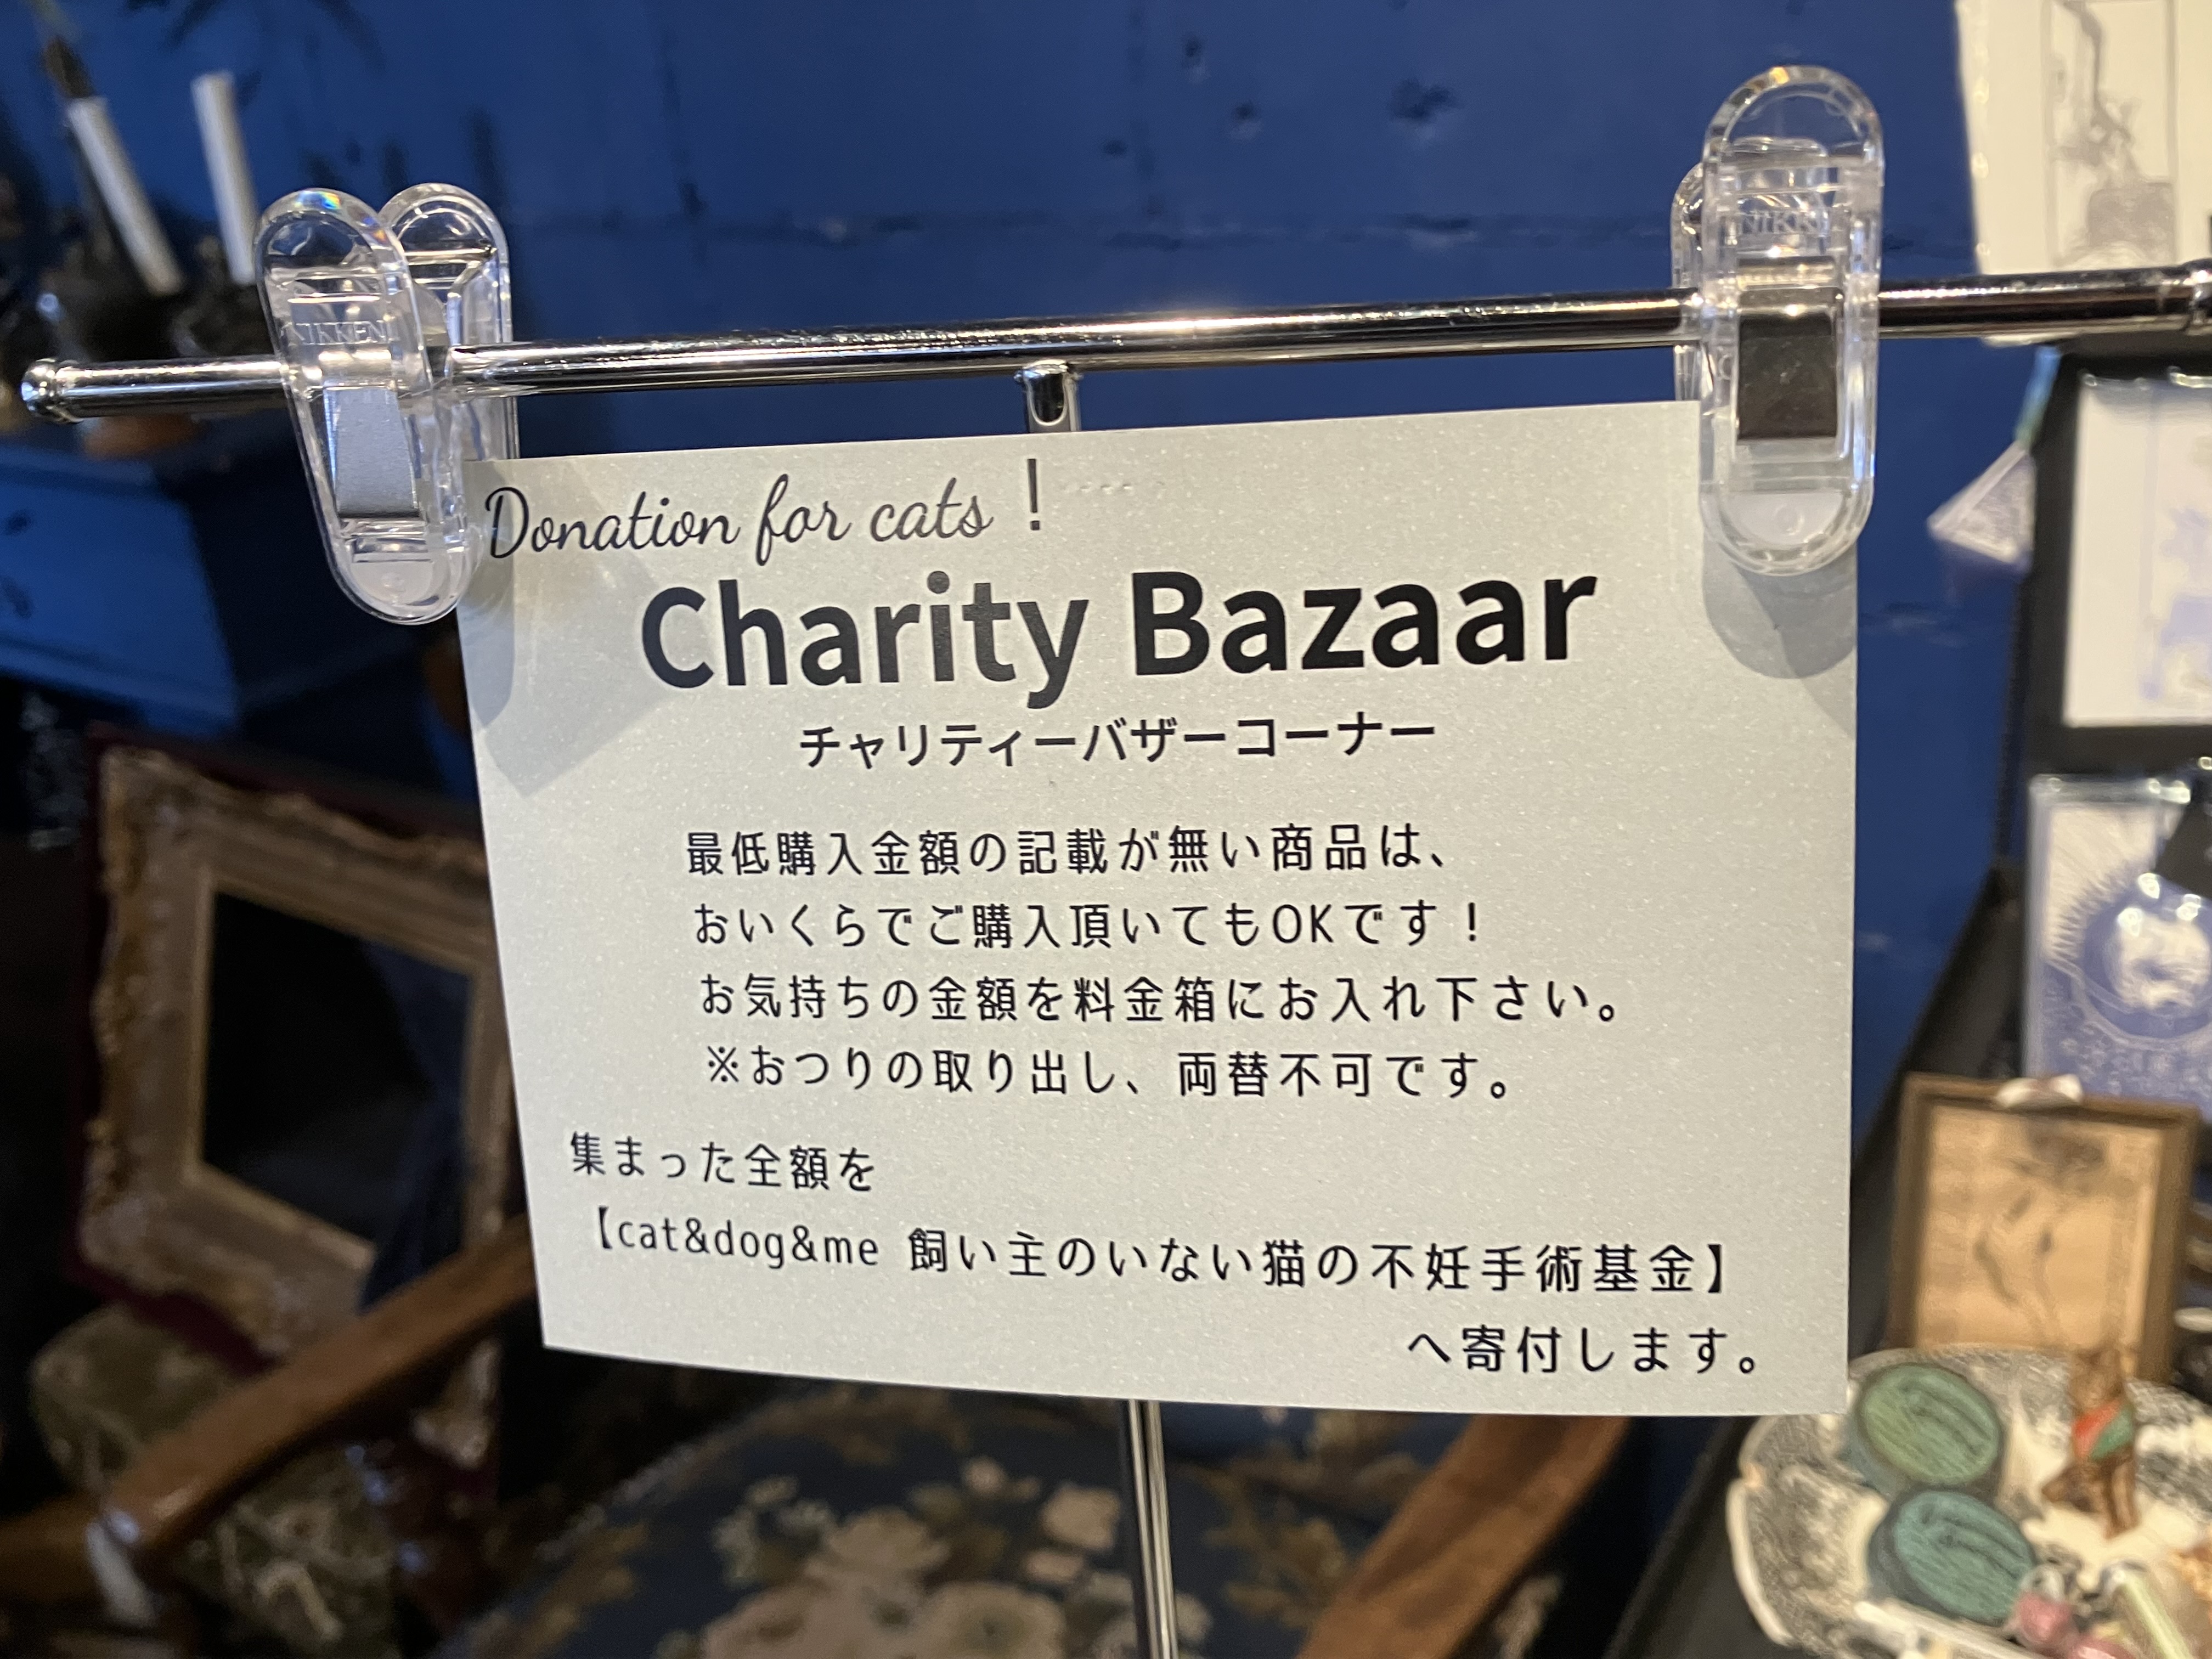 NIKKEN
Donation for cats！
Charity Bazaar
チャリティーバザーコーナー
最低購入金額の記載が無い商品は、
おいくらでご購入頂いてもOKです！
お気持ちの金額を料金箱にお入れ下さい。
※おつりの取り出し、両替不可です。
集まった全額を
【cat&dog&me 飼い主のいない猫の不妊手術基金】
へ寄付します。